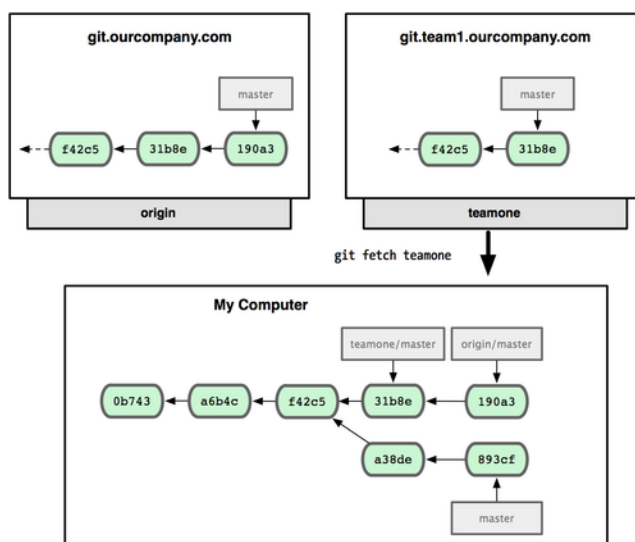 git.ourcompany.com
master
f42c5 31b8e 190a3
origin
git.team1.ourcompany.com
master
f42c5 31b8e
teamone
git fetch teamone
My Computer
teamone/master origin/master
0b743 a6b4c f42c5 31b8e 190a3
a38de 893cf
master